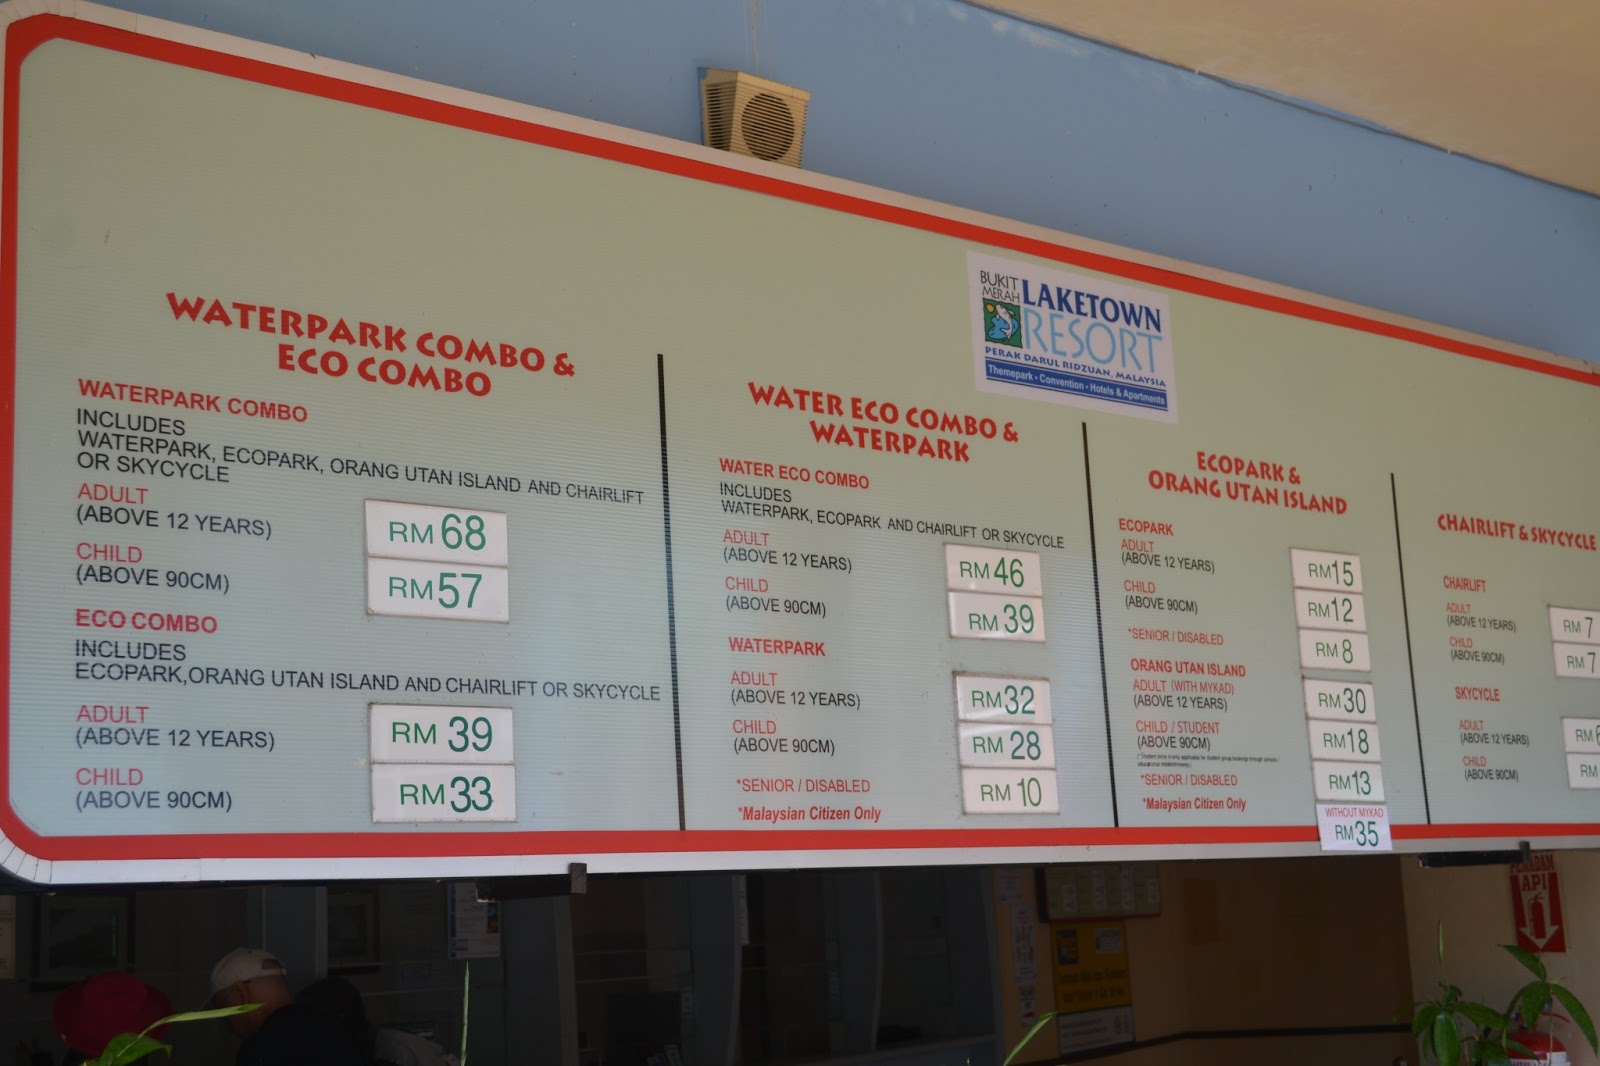 BUKIT MERAH LAKETOWN
RESORT
PERAK DARUL RIDZUAN, MALAYSIA
Themepark • Convention • Hotels & Apartments
WATERPARK COMBO &
ECO COMBO
WATERPARK COMBO
INCLUDES
WATERPARK, ECOPARK, ORANG UTAN ISLAND AND CHAIRLIFT
OR SKYCYCLE
ADULT
(ABOVE 12 YEARS) RM 68
CHILD
(ABOVE 90CM) RM 57
ECO COMBO
INCLUDES
ECOPARK,ORANG UTAN ISLAND AND CHAIRLIFT OR SKYCYCLE
ADULT
(ABOVE 12 YEARS) RM 39
CHILD
(ABOVE 90CM) RM 33
WATER ECO COMBO &
WATERPARK
WATER ECO COMBO
INCLUDES
WATERPARK, ECOPARK AND CHAIRLIFT OR SKYCYCLE
ADULT
(ABOVE 12 YEARS) RM 46
CHILD
(ABOVE 90CM) RM 39
WATERPARK
ADULT
(ABOVE 12 YEARS) RM 32
CHILD
(ABOVE 90CM) RM 28
*SENIOR / DISABLED RM 10
*Malaysian Citizen Only
ECOPARK &
ORANG UTAN ISLAND
ECOPARK
ADULT
(ABOVE 12 YEARS) RM 15
CHILD
(ABOVE 90CM) RM 12
*SENIOR / DISABLED RM 8
ORANG UTAN ISLAND
ADULT (WITH MYKAD)
(ABOVE 12 YEARS) RM 30
CHILD / STUDENT
(ABOVE 90CM) RM 18
*SENIOR / DISABLED RM 13
*Malaysian Citizen Only
WITHOUT MYKAD
RM 35
CHAIRLIFT & SKYCYCLE
CHAIRLIFT
ADULT
(ABOVE 12 YEARS) RM 7
CHILD
(ABOVE 90CM) RM 7
SKYCYCLE
ADULT
(ABOVE 12 YEARS) RM
CHILD
(ABOVE 90CM) RM
PEMADAM
API